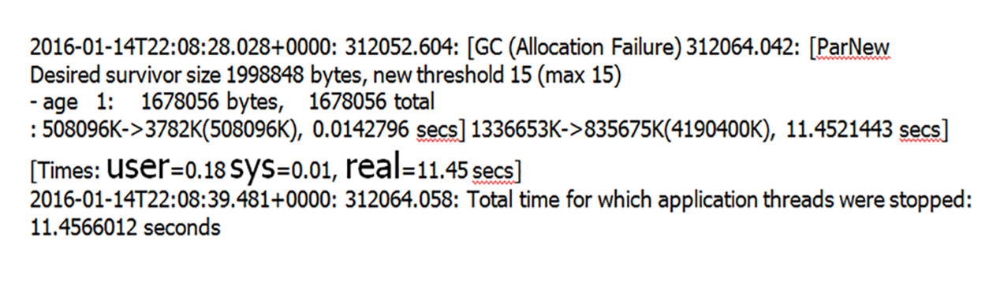 2016-01-14T22:08:28.028+0000: 312052.604: [GC (Allocation Failure) 312064.042: [ParNew
Desired survivor size 1998848 bytes, new threshold 15 (max 15)
- age 1: 1678056 bytes, 1678056 total
: 508096K->3782K(508096K), 0.0142796 secs] 1336653K->835675K(4190400K), 11.4521443 secs]
[Times: user=0.18 sys=0.01, real=11.45 secs]
2016-01-14T22:08:39.481+0000: 312064.058: Total time for which application threads were stopped:
11.4566012 seconds